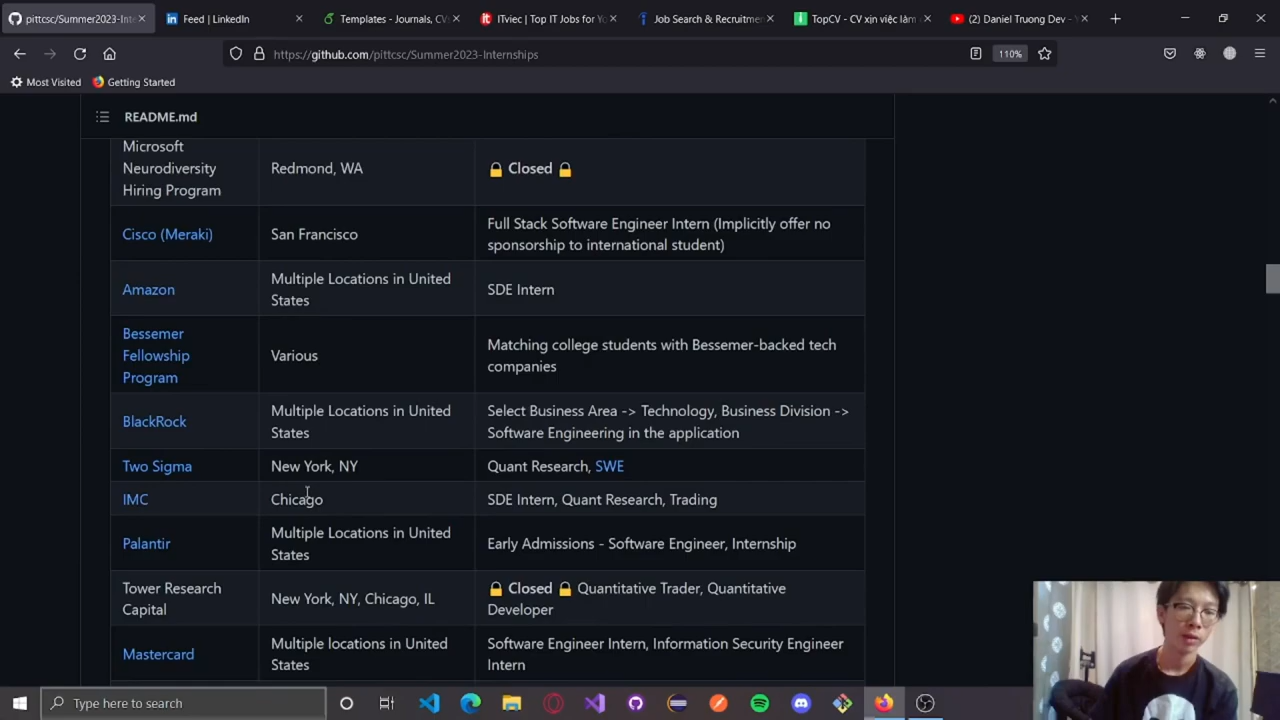 pittcsc/Summer2023-Inte
Feed | LinkedIn
Templates - Journals, CV
ITviec | Top IT Jobs for Yo
Job Search & Recruitmer
TopCV - CV xịn việc làm
(2) Daniel Truong Dev - Y
https://github.com/pittcsc/Summer2023-Internships
110%
Most Visited
Getting Started
README.md
Microsoft
Neurodiversity
Hiring Program
Redmond, WA
🔒 Closed 🔒
Cisco (Meraki)
San Francisco
Full Stack Software Engineer Intern (Implicitly offer no
sponsorship to international student)
Amazon
Multiple Locations in United
States
SDE Intern
Bessemer
Fellowship
Program
Various
Matching college students with Bessemer-backed tech
companies
BlackRock
Multiple Locations in United
States
Select Business Area -> Technology, Business Division ->
Software Engineering in the application
Two Sigma
New York, NY
Quant Research, SWE
IMC
Chicago
SDE Intern, Quant Research, Trading
Palantir
Multiple Locations in United
States
Early Admissions - Software Engineer, Internship
Tower Research
Capital
New York, NY, Chicago, IL
🔒 Closed 🔒 Quantitative Trader, Quantitative
Developer
Mastercard
Multiple locations in United
States
Software Engineer Intern, Information Security Engineer
Intern
Type here to search